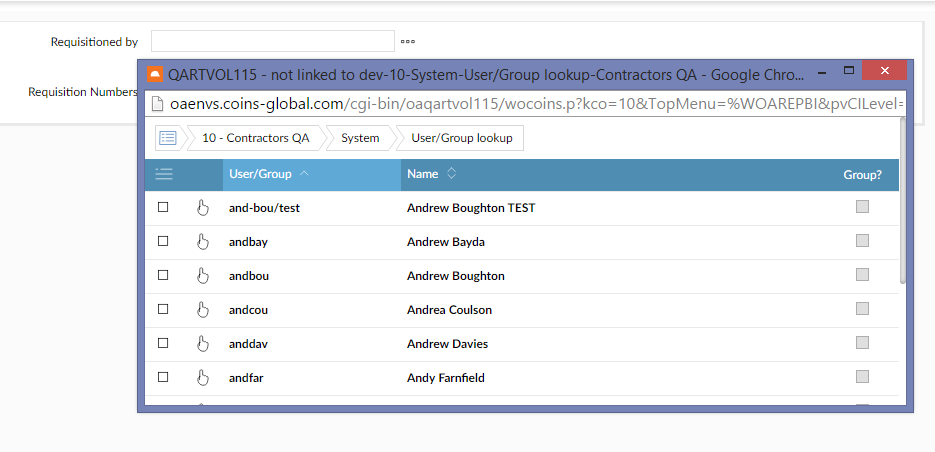 Requisitioned by
Requisition Numbers
QARTVOL115 - not linked to dev-10-System-User/Group lookup-Contractors QA - Google Chro...
oaenvs.coins-global.com/cgi-bin/oaqartvol115/wocoins.p?kco=10&TopMenu=%WOAREPBI&pvCILevel=
10 - Contractors QA System User/Group lookup
User/Group Name Group?
and-bou/test Andrew Boughton TEST
andbay Andrew Bayda
andbou Andrew Boughton
andcou Andrea Coulson
anddav Andrew Davies
andfar Andy Farnfield